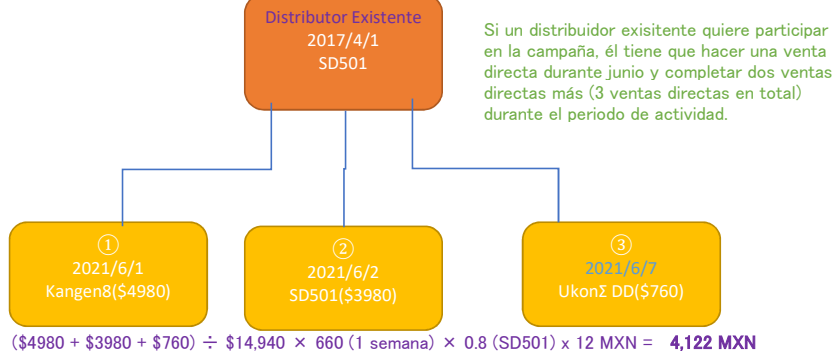 Distributor Existente
2017/4/1
SD501
Si un distribuidor exisitente quiere participar
en la campaña, él tiene que hacer una venta
directa durante junio y completar dos ventas
directas más (3 ventas directas en total)
durante el periodo de actividad.
①
2021/6/1
Kangen8($4980)
②
2021/6/2
SD501($3980)
③
2021/6/7
UkonΣ DD($760)
($4980 + $3980 + $760) ÷ $14,940 × 660 (1 semana) × 0.8 (SD501) x 12 MXN = 4,122 MXN